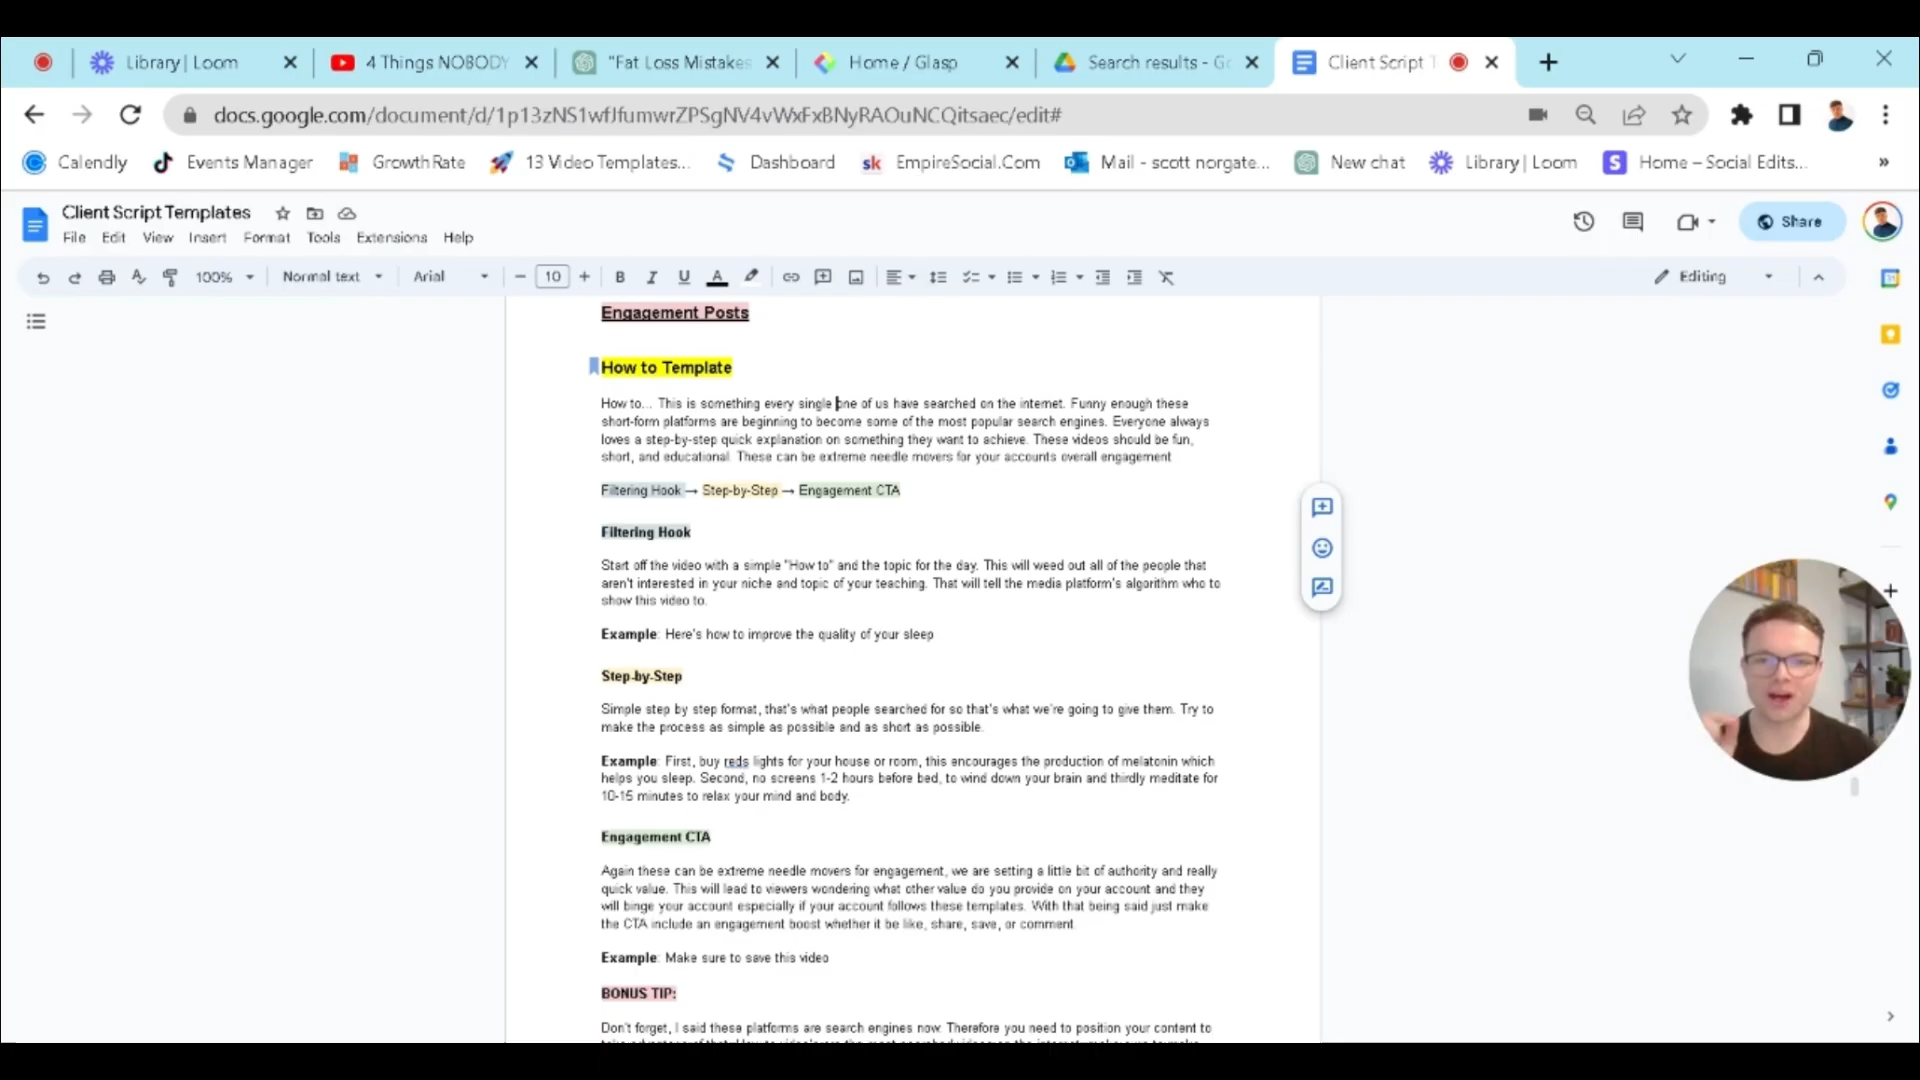 Library | Loom
4 Things NOBODY
"Fat Loss Mistakes
Home / Glasp
Search results - Go
Client Script T
docs.google.com/document/d/1p13zNS1wfJfumwrZPSgNV4vWxFxBNyRAOuNCQitsaec/edit#
Calendly
Events Manager
GrowthRate
13 Video Templates...
Dashboard
sk
EmpireSocial.Com
Mail - scott norgate...
New chat
Library | Loom
S
Home – Social Edits...
»
Client Script Templates
File Edit View Insert Format Tools Extensions Help
Share
100% Normal text Arial 10 B I U A
Editing
Engagement Posts
How to Template
How to... This is something every single one of us have searched on the internet. Funny enough these
short-form platforms are beginning to become some of the most popular search engines. Everyone always
loves a step-by-step quick explanation on something they want to achieve. These videos should be fun,
short, and educational. These can be extreme needle movers for your accounts overall engagement
Filtering Hook → Step-by-Step → Engagement CTA
Filtering Hook
Start off the video with a simple "How to" and the topic for the day. This will weed out all of the people that
aren't interested in your niche and topic of your teaching. That will tell the media platform's algorithm who to
show this video to.
Example: Here's how to improve the quality of your sleep
Step-by-Step
Simple step by step format, that's what people searched for so that's what we're going to give them. Try to
make the process as simple as possible and as short as possible.
Example: First, buy reds lights for your house or room, this encourages the production of melatonin which
helps you sleep. Second, no screens 1-2 hours before bed, to wind down your brain and thirdly meditate for
10-15 minutes to relax your mind and body.
Engagement CTA
Again these can be extreme needle movers for engagement, we are setting a little bit of authority and really
quick value. This will lead to viewers wondering what other value do you provide on your account and they
will binge your account especially if your account follows these templates. With that being said just make
the CTA include an engagement boost whether it be like, share, save, or comment.
Example: Make sure to save this video
BONUS TIP:
Don't forget, I said these platforms are search engines now. Therefore you need to position your content to